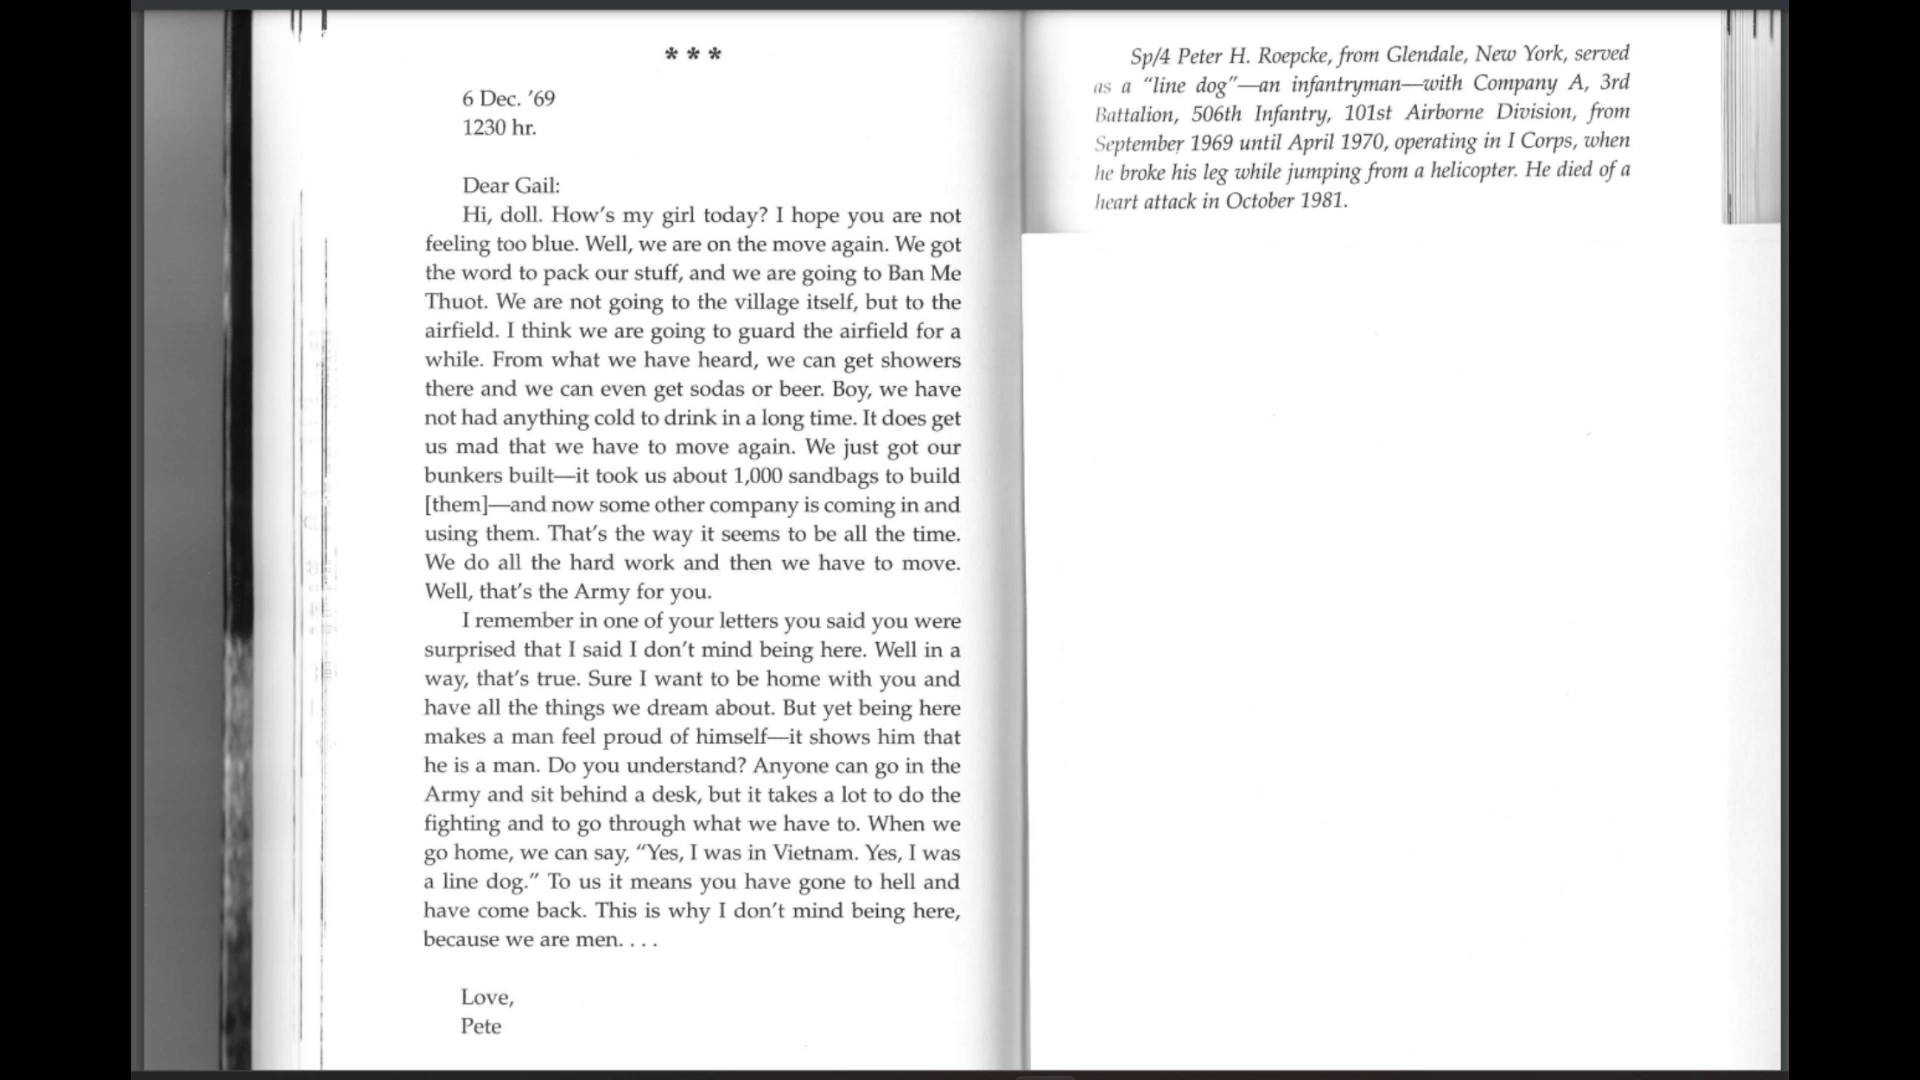 * * *
6 Dec. '69
1230 hr.
Dear Gail:
Hi, doll. How's my girl today? I hope you are not
feeling too blue. Well, we are on the move again. We got
the word to pack our stuff, and we are going to Ban Me
Thuot. We are not going to the village itself, but to the
airfield. I think we are going to guard the airfield for a
while. From what we have heard, we can get showers
there and we can even get sodas or beer. Boy, we have
not had anything cold to drink in a long time. It does get
us mad that we have to move again. We just got our
bunkers built—it took us about 1,000 sandbags to build
[them]—and now some other company is coming in and
using them. That's the way it seems to be all the time.
We do all the hard work and then we have to move.
Well, that's the Army for you.
I remember in one of your letters you said you were
surprised that I said I don't mind being here. Well in a
way, that's true. Sure I want to be home with you and
have all the things we dream about. But yet being here
makes a man feel proud of himself—it shows him that
he is a man. Do you understand? Anyone can go in the
Army and sit behind a desk, but it takes a lot to do the
fighting and to go through what we have to. When we
go home, we can say, “Yes, I was in Vietnam. Yes, I was
a line dog.” To us it means you have gone to hell and
have come back. This is why I don't mind being here,
because we are men. . . .
Love,
Pete
Sp/4 Peter H. Roepcke, from Glendale, New York, served
as a “line dog”—an infantryman—with Company A, 3rd
Battalion, 506th Infantry, 101st Airborne Division, from
September 1969 until April 1970, operating in I Corps, when
he broke his leg while jumping from a helicopter. He died of a
heart attack in October 1981.